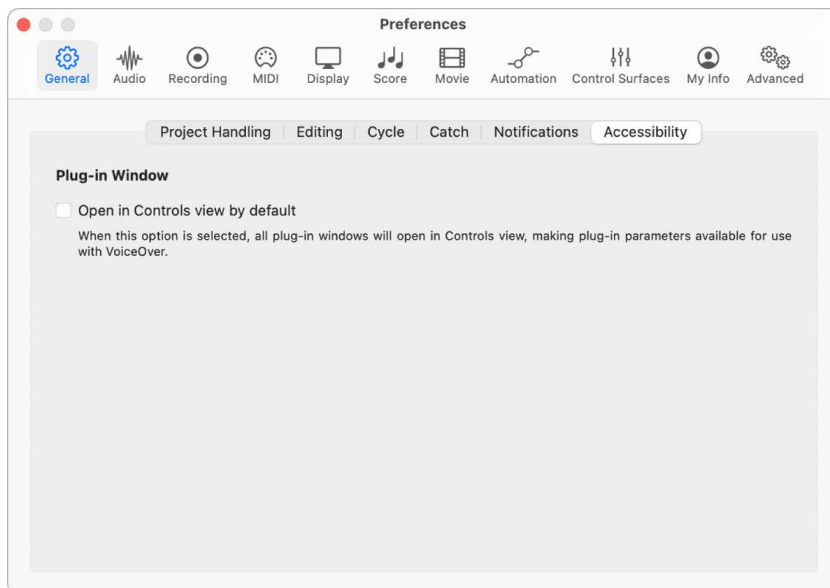 Preferences
General Audio Recording MIDI Display Score Movie Automation Control Surfaces My Info Advanced
Project Handling Editing Cycle Catch Notifications Accessibility
Plug-in Window
Open in Controls view by default
When this option is selected, all plug-in windows will open in Controls view, making plug-in parameters available for use
with VoiceOver.